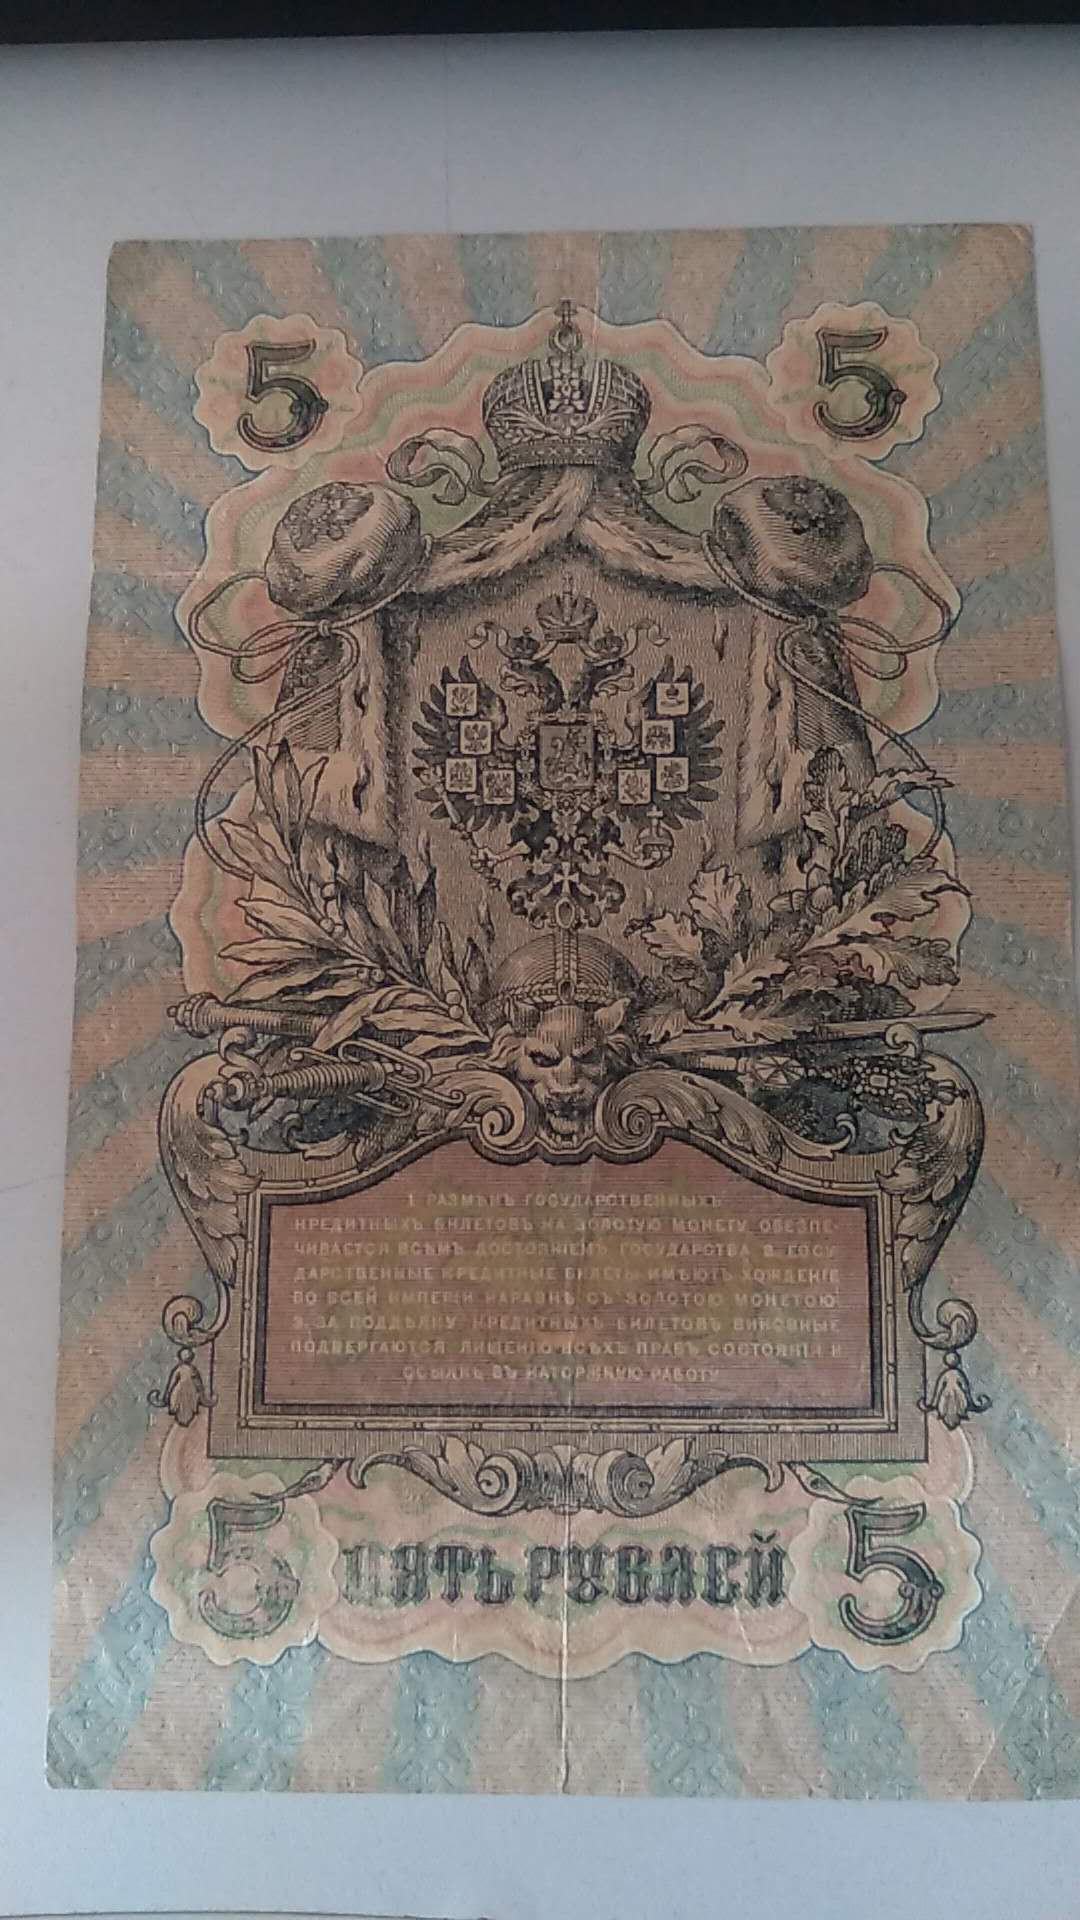 5 5
1. РАЗМѢНЪ ГОСУДАРСТВЕННЫХЪ
КРЕДИТНЫХЪ БИЛЕТОВЪ НА ЗОЛОТУЮ МОНЕТУ ОБЕЗПЕ-
ЧИВАЕТСЯ ВСѢМЪ ДОСТОЯНІЕМЪ ГОСУДАРСТВА 2. ГОСУ-
ДАРСТВЕННЫЕ КРЕДИТНЫЕ БИЛЕТЫ ИМѢЮТЪ ХОЖДЕНІЕ
ВО ВСЕЙ ИМПЕРІИ НАРАВНѢ СЪ ЗОЛОТОЮ МОНЕТОЮ
3. ЗА ПОДДѢЛКУ КРЕДИТНЫХЪ БИЛЕТОВЪ ВИНОВНЫЕ
ПОДВЕРГАЮТСЯ ЛИШЕНІЮ ВСѢХЪ ПРАВЪ СОСТОЯНІЯ И
ССЫЛКѢ ВЪ КАТОРЖНУЮ РАБОТУ
5 ПЯТЬ РУБЛЕЙ 5